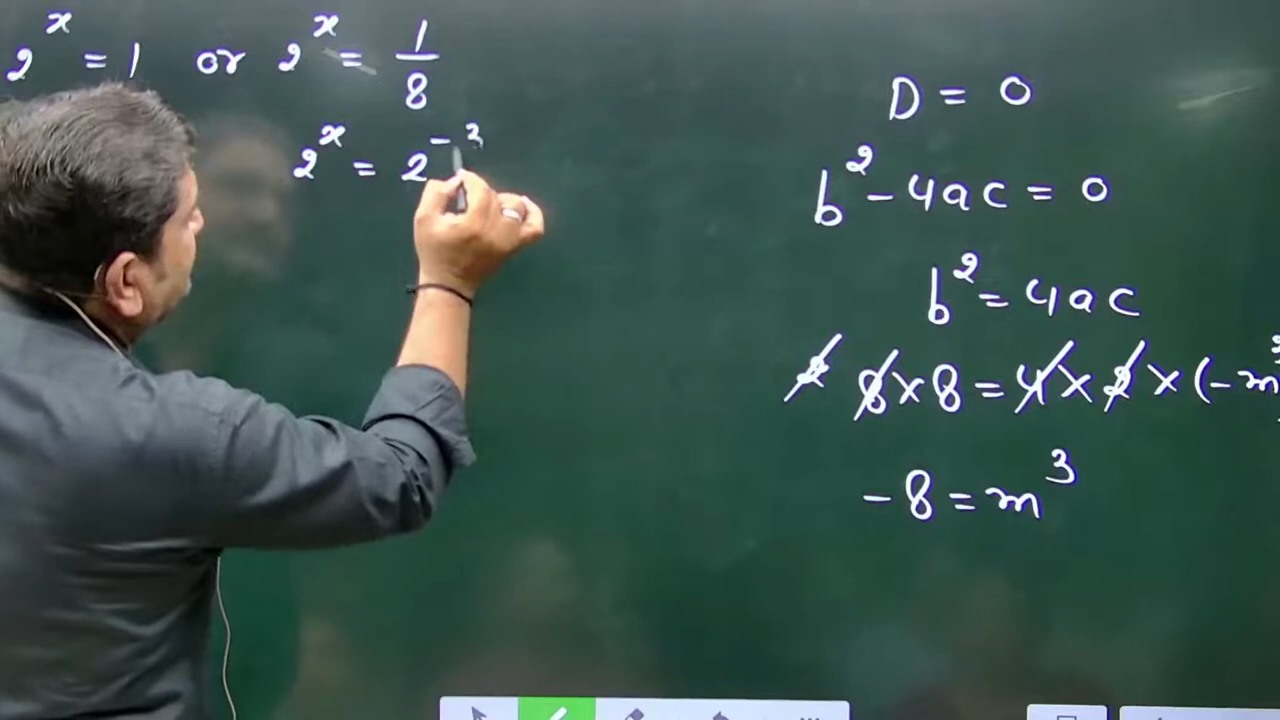 2^x = 1 or 2^x = 1/8
2^x = 2^-3
D = 0
b^2 - 4ac = 0
b^2 = 4ac
8 × 8 = 4 × 2 × (-m^3
-8 = m^3